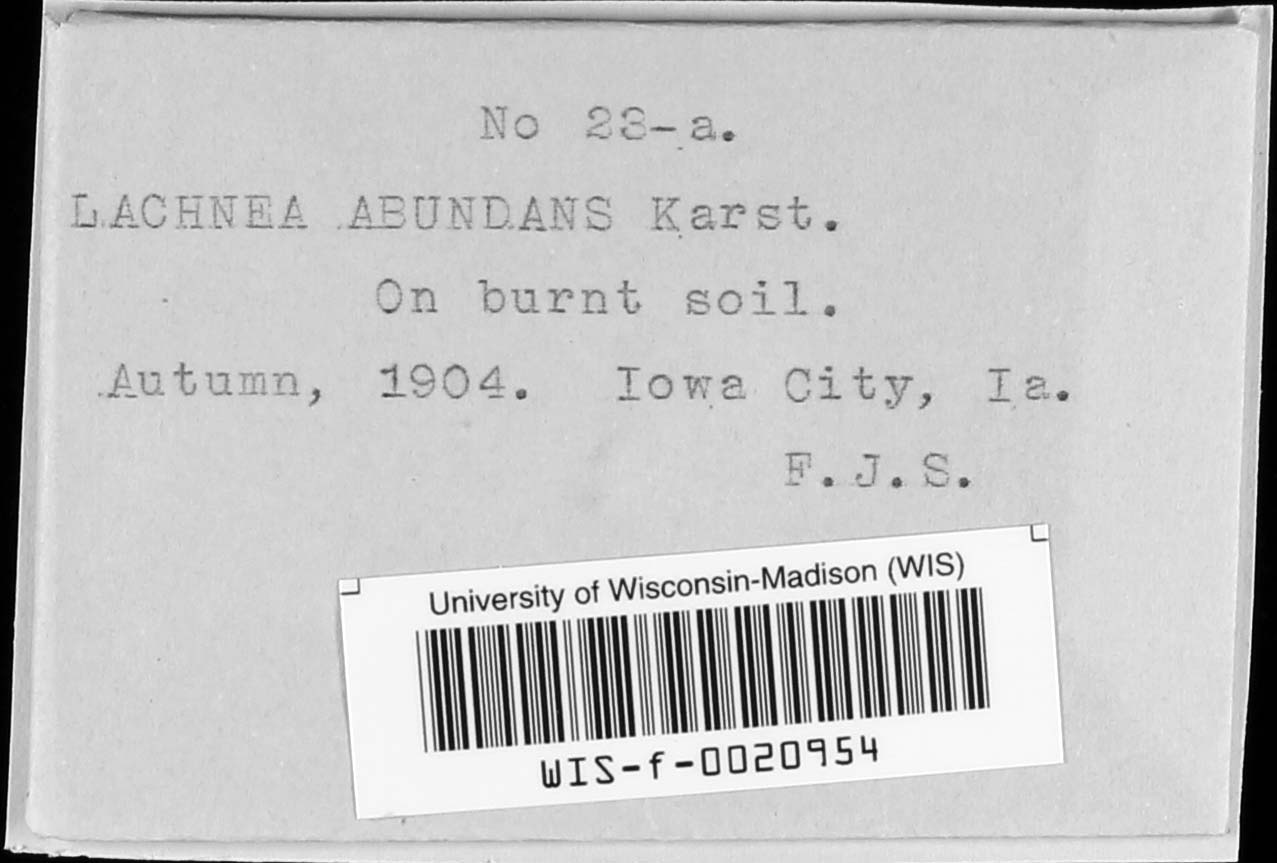 No 23-a.
LACHNEA ABUNDANS Karst.
On burnt soil.
Autumn, 1904. Iowa City, Ia.
F.J.S.
University of Wisconsin-Madison (WIS)
WIS-f-0020954